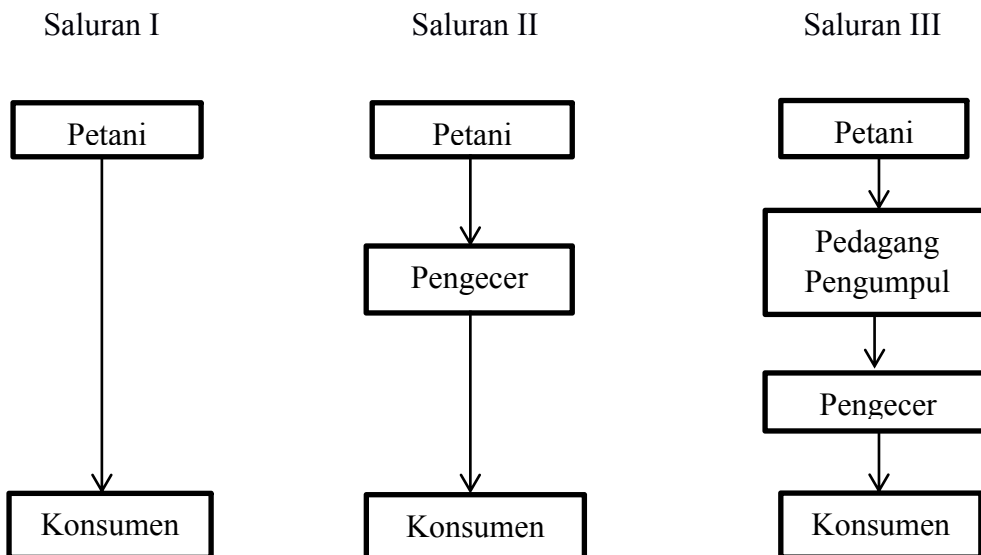 Saluran I
Saluran II
Saluran III
Petani
Petani
Petani
Pengecer
Pedagang
Pengumpul
Pengecer
Konsumen
Konsumen
Konsumen